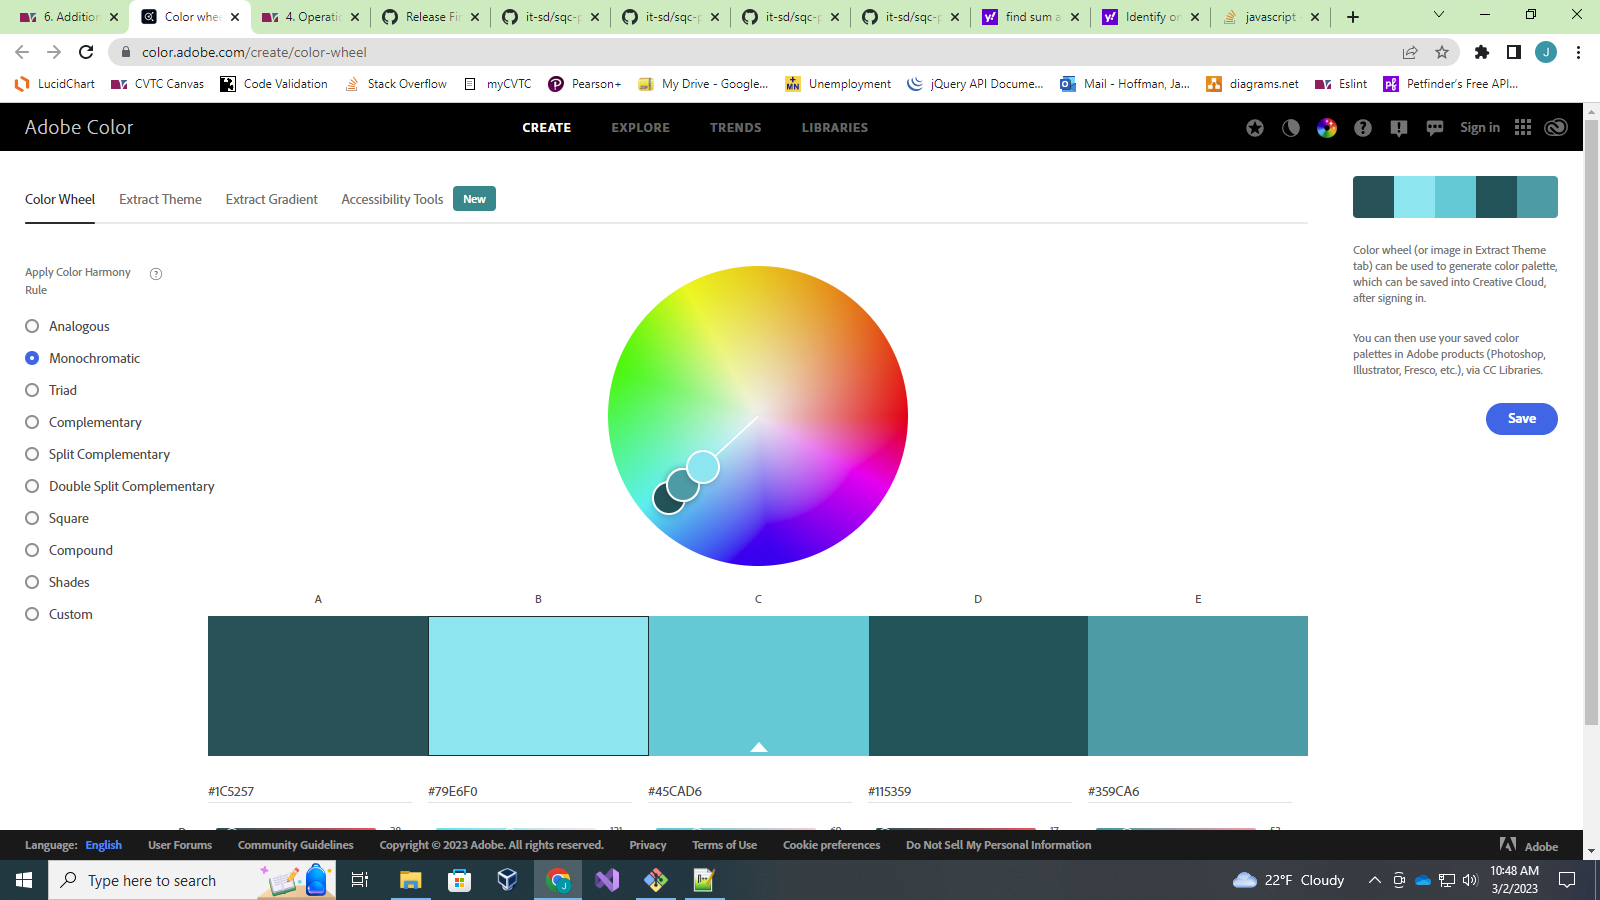 6. Addition
Color whe
4. Operatio
Release Fi
it-sd/sqc-p
it-sd/sqc-p
it-sd/sqc-p
it-sd/sqc-p
find sum a
Identify on
javascript
color.adobe.com/create/color-wheel
J
LucidChart
CVTC Canvas
Code Validation
Stack Overflow
myCVTC
Pearson+
My Drive - Google...
Unemployment
jQuery API Docume...
Mail - Hoffman, Ja...
diagrams.net
Eslint
Petfinder's Free API...
Adobe Color
CREATE
EXPLORE
TRENDS
LIBRARIES
Sign in
Color Wheel
Extract Theme
Extract Gradient
Accessibility Tools
New
Apply Color Harmony
Rule
Analogous
Monochromatic
Triad
Complementary
Split Complementary
Double Split Complementary
Square
Compound
Shades
Custom
Color wheel (or image in Extract Theme
tab) can be used to generate color palette,
which can be saved into Creative Cloud,
after signing in.
You can then use your saved color
palettes in Adobe products (Photoshop,
Illustrator, Fresco, etc.), via CC Libraries.
Save
A
B
C
D
E
#1C5257
#79E6F0
#45CAD6
#115359
#359CA6
Language: English
User Forums
Community Guidelines
Copyright © 2023 Adobe. All rights reserved.
Privacy
Terms of Use
Cookie preferences
Do Not Sell My Personal Information
Adobe
Type here to search
22°F Cloudy
10:48 AM
3/2/2023